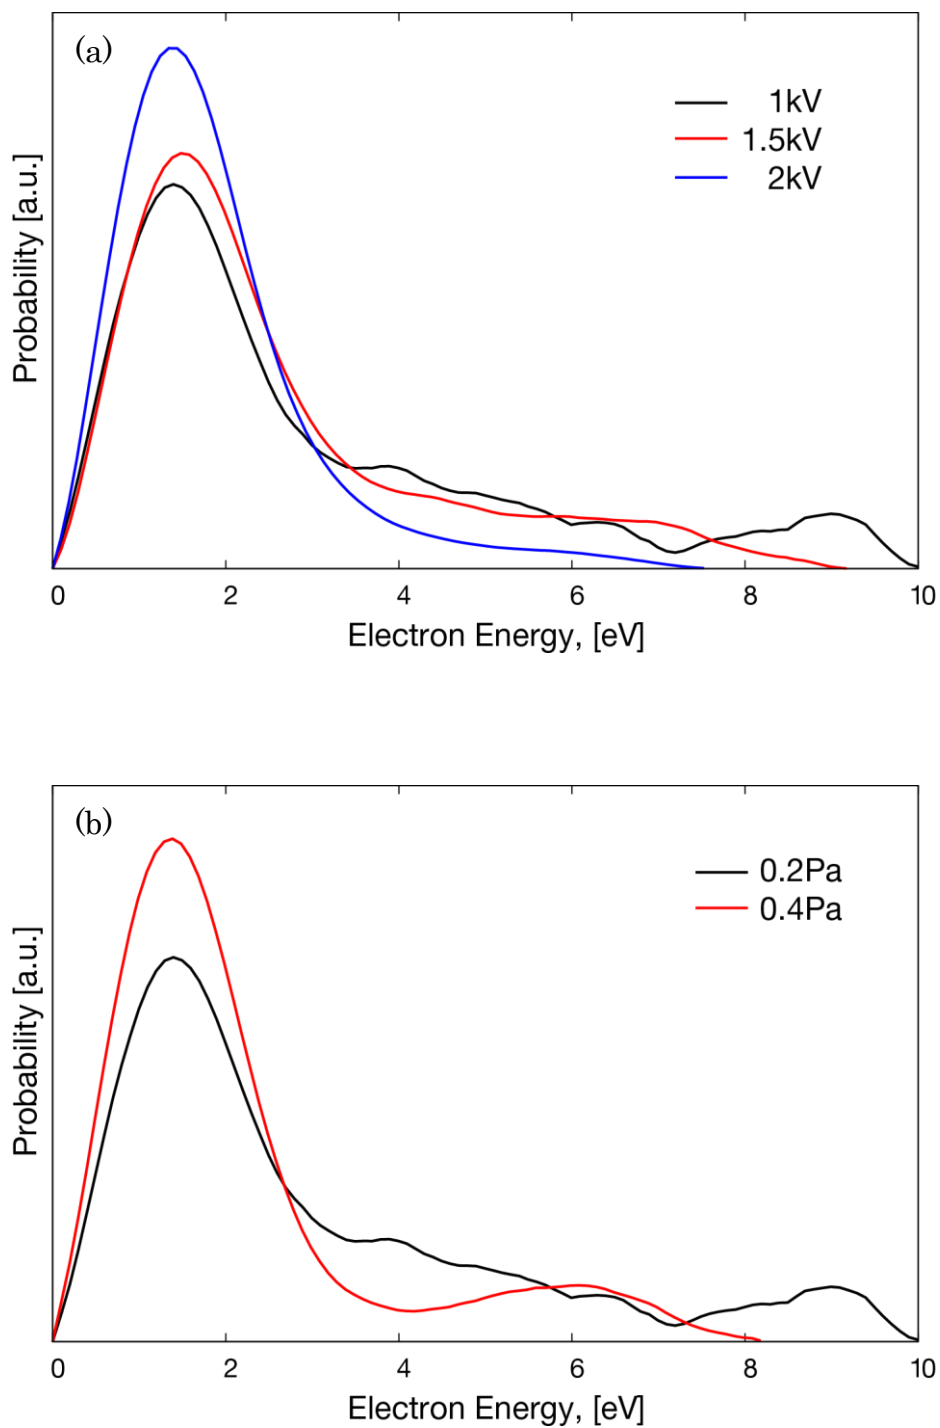 (a)
1kV
1.5kV
2kV
Probability [a.u.]
0 2 4 6 8 10
Electron Energy, [eV]
(b)
0.2Pa
0.4Pa
Probability [a.u.]
0 2 4 6 8 10
Electron Energy, [eV]